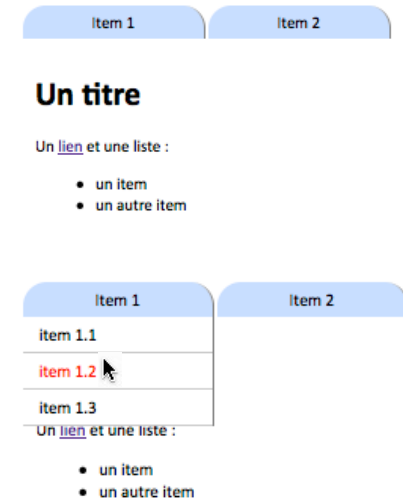 Item 1 Item 2
Un titre
Un lien et une liste :
• un item
• un autre item
Item 1 Item 2
item 1.1
item 1.2
item 1.3
Un lien et une liste :
• un item
• un autre item